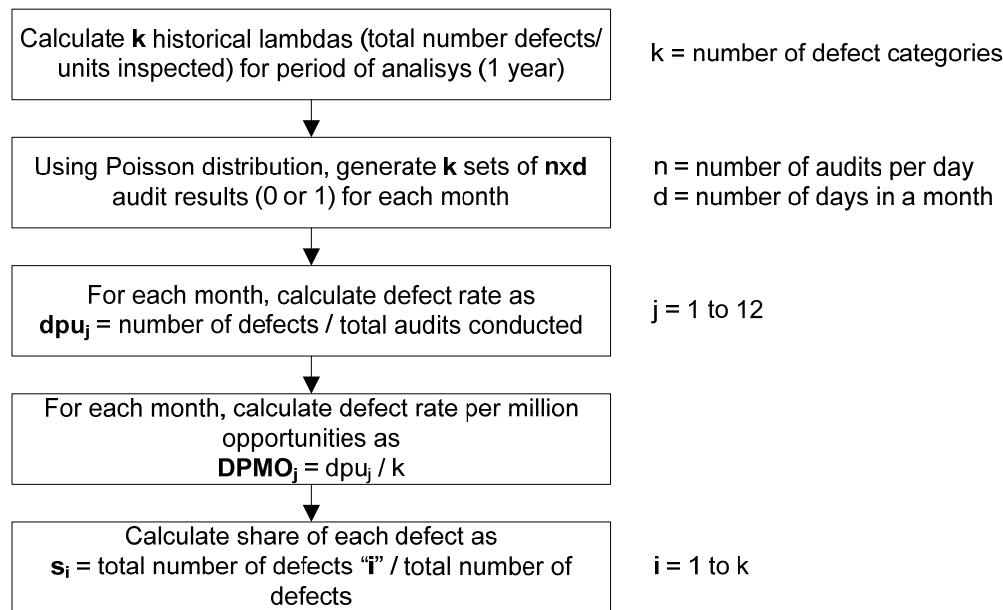 Calculate k historical lambdas (total number defects/
units inspected) for period of analisys (1 year)
k = number of defect categories
Using Poisson distribution, generate k sets of nxd
audit results (0 or 1) for each month
n = number of audits per day
d = number of days in a month
For each month, calculate defect rate as
dpuj = number of defects / total audits conducted
j = 1 to 12
For each month, calculate defect rate per million
opportunities as
DPMOj = dpuj / k
Calculate share of each defect as
si = total number of defects “i” / total number of
defects
i = 1 to k